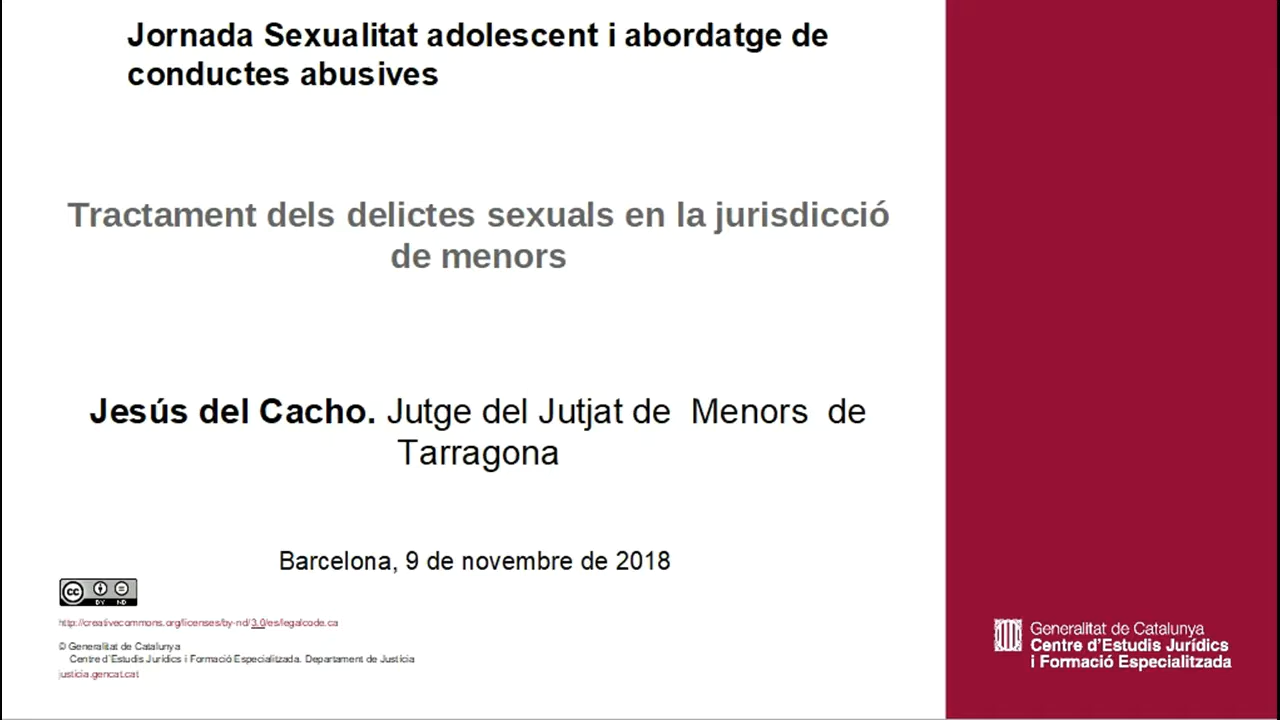 Jornada Sexualitat adolescent i abordatge de
conductes abusives
Tractament dels delictes sexuals en la jurisdicció
de menors
Jesús del Cacho. Jutge del Jutjat de Menors de
Tarragona
Barcelona, 9 de novembre de 2018
cc BY ND
http://creativecommons.org/licenses/by-nd/3.0/es/legalcode.ca
© Generalitat de Catalunya
Centre d'Estudis Jurídics i Formació Especialitzada. Departament de Justícia
justicia.gencat.cat
Generalitat de Catalunya
Centre d'Estudis Jurídics
i Formació Especialitzada